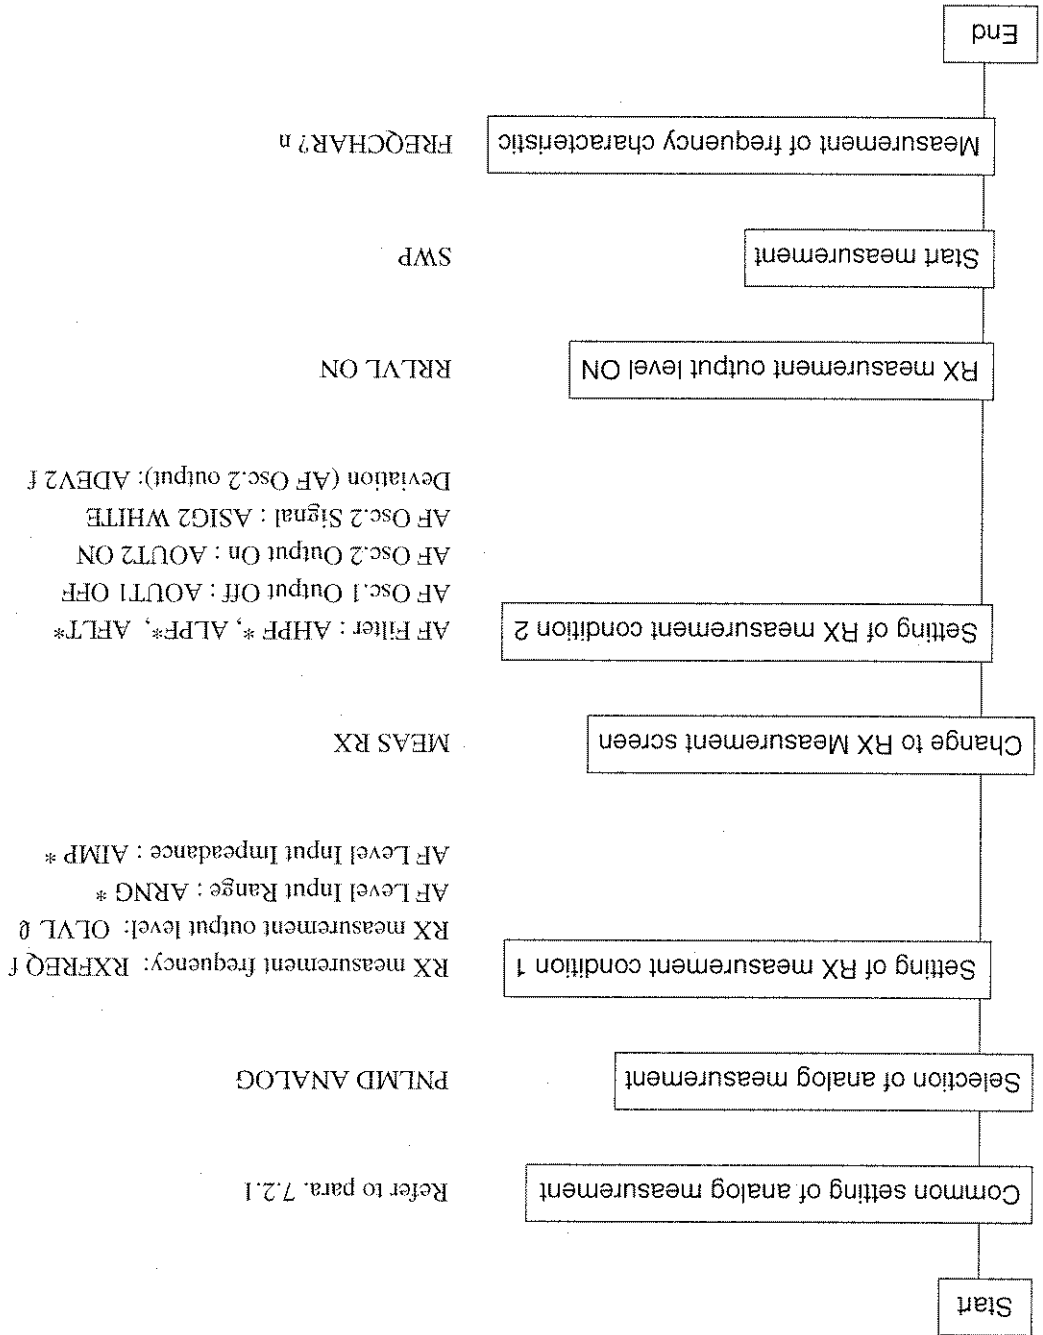 Start
Common setting of analog measurement
Refer to para. 7.2.1
Selection of analog measurement
PNLMD ANALOG
Setting of RX measurement condition 1
RX measurement frequency: RXFREQ f
RX measurement output level: OLVL ℓ
AF Level Input Range : ARNG *
AF Level Input Impeadance : AIMP *
Change to RX Measurement screen
MEAS RX
Setting of RX measurement condition 2
AF Filter : AHPF *, ALPF*, AFLT*
AF Osc.1 Output Off : AOUT1 OFF
AF Osc.2 Output On : AOUT2 ON
AF Osc.2 Signal : ASIG2 WHITE
Deviation (AF Osc.2 output): ADEV2 f
RX measurement output level ON
RRLVL ON
Start measurement
SWP
Measurement of frequency characteristic
FREQCHAR? n
End